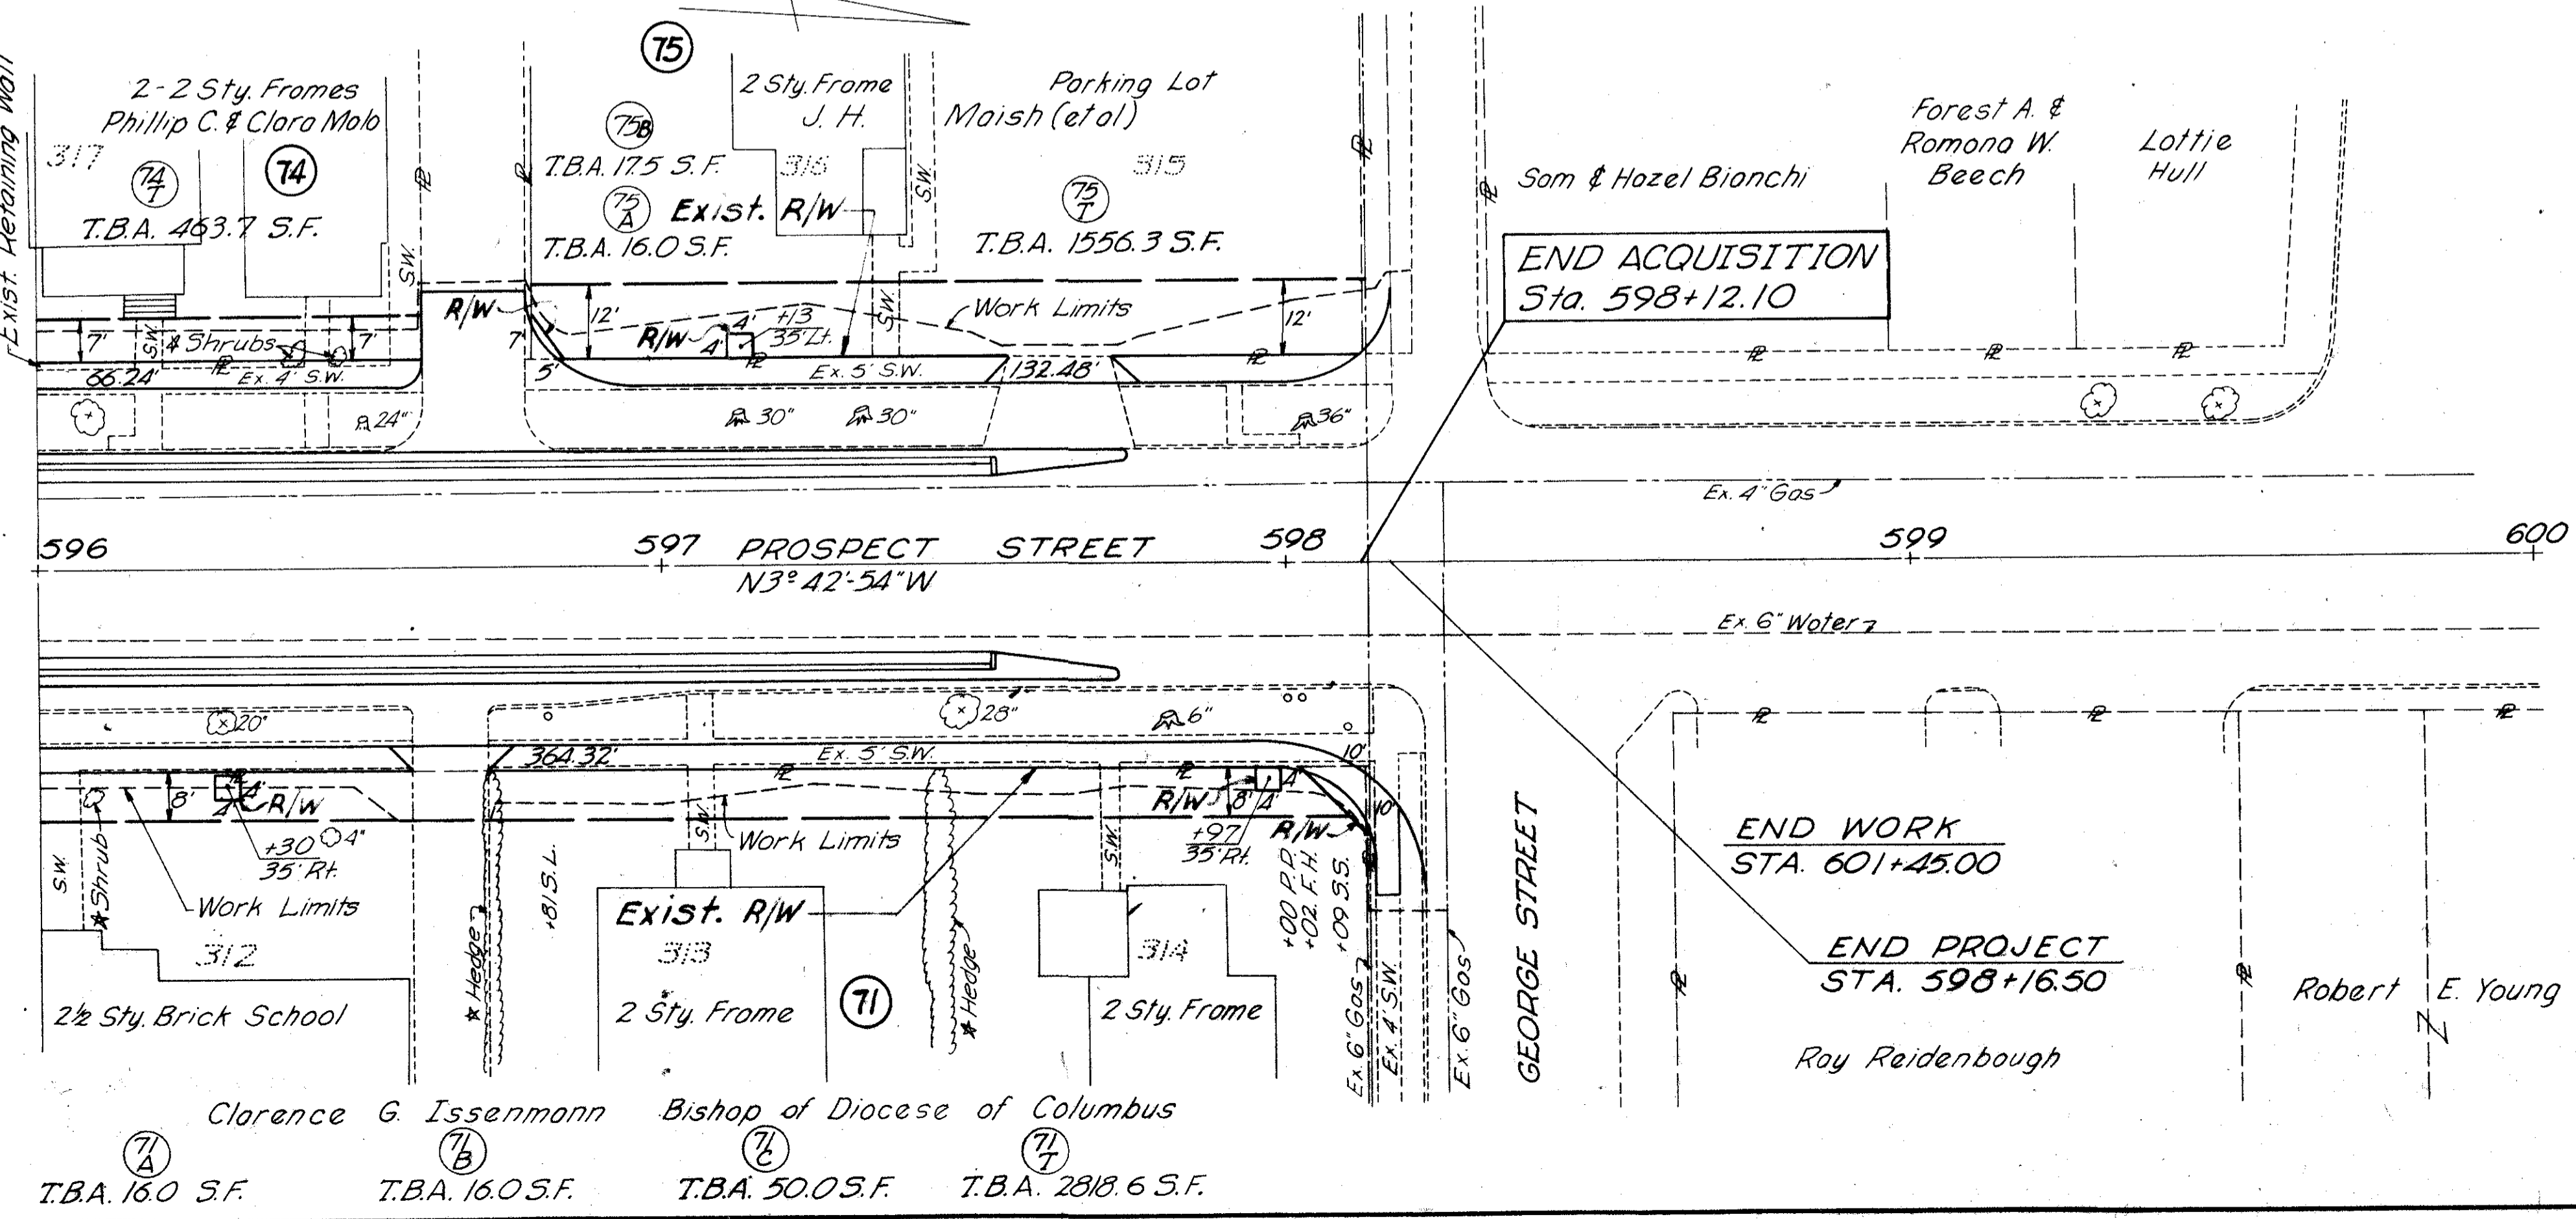 Exist. Retaining Wall
2-2 Sty. Frames
Phillip C. & Clara Malo
317
74
T
74
T.B.A. 463.7 S.F.
75
75B
T.B.A. 17.5 S.F.
75
A
Exist. R/W
T.B.A. 16.0 S.F.
2 Sty. Frame
J. H.
316
S.W.
Parking Lot
Maish (et al)
315
75
T
T.B.A. 1556.3 S.F.
Sam & Hazel Bianchi
Forest A. &
Romona W.
Beech
Lottie
Hull
END ACQUISITION
Sta. 598+12.10
S.W.
R/W
7'
S.W.
* Shrubs
7'
66.24'
Ex. 4' S.W.
7'
5'
12'
R/W
4'
4'
+13
35' Lt.
S.W.
Work Limits
12'
Ex. 5' S.W.
132.48'
24"
30"
30"
36"
Ex. 4" Gas
596
597
PROSPECT STREET
N3° 42'-54" W
598
599
600
Ex. 6" Water
20"
28"
6"
364.32'
Ex. 5' S.W.
10'
8'
4'
4'
R/W
+30
35' Rt.
4"
S.W.
* Shrub
Work Limits
312
2½ Sty. Brick School
* Hedge
+81 S.L.
S.W.
Work Limits
Exist. R/W
313
2 Sty. Frame
71
* Hedge
S.W.
R/W
8'
4'
4'
+97
35' Rt.
R/W
10'
314
2 Sty. Frame
+00 P.P.
+02 F.H.
+09 S.S.
Ex. 6" Gas
Ex. 4' S.W.
Ex. 6" Gas
GEORGE STREET
END WORK
STA. 601+45.00
END PROJECT
STA. 598+16.50
Roy Reidenbough
Robert E. Young
Clarence G. Issenmann Bishop of Diocese of Columbus
71
A
T.B.A. 16.0 S.F.
71
B
T.B.A. 16.0 S.F.
71
C
T.B.A. 50.0 S.F.
71
T
T.B.A. 2818.6 S.F.